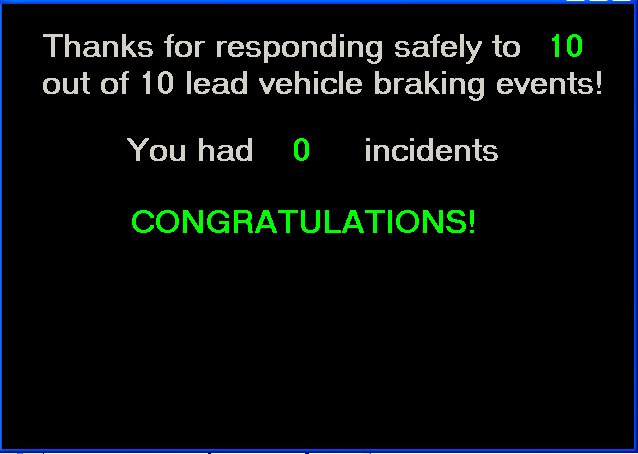 Thanks for responding safely to 10
out of 10 lead vehicle braking events!
You had 0 incidents
CONGRATULATIONS!